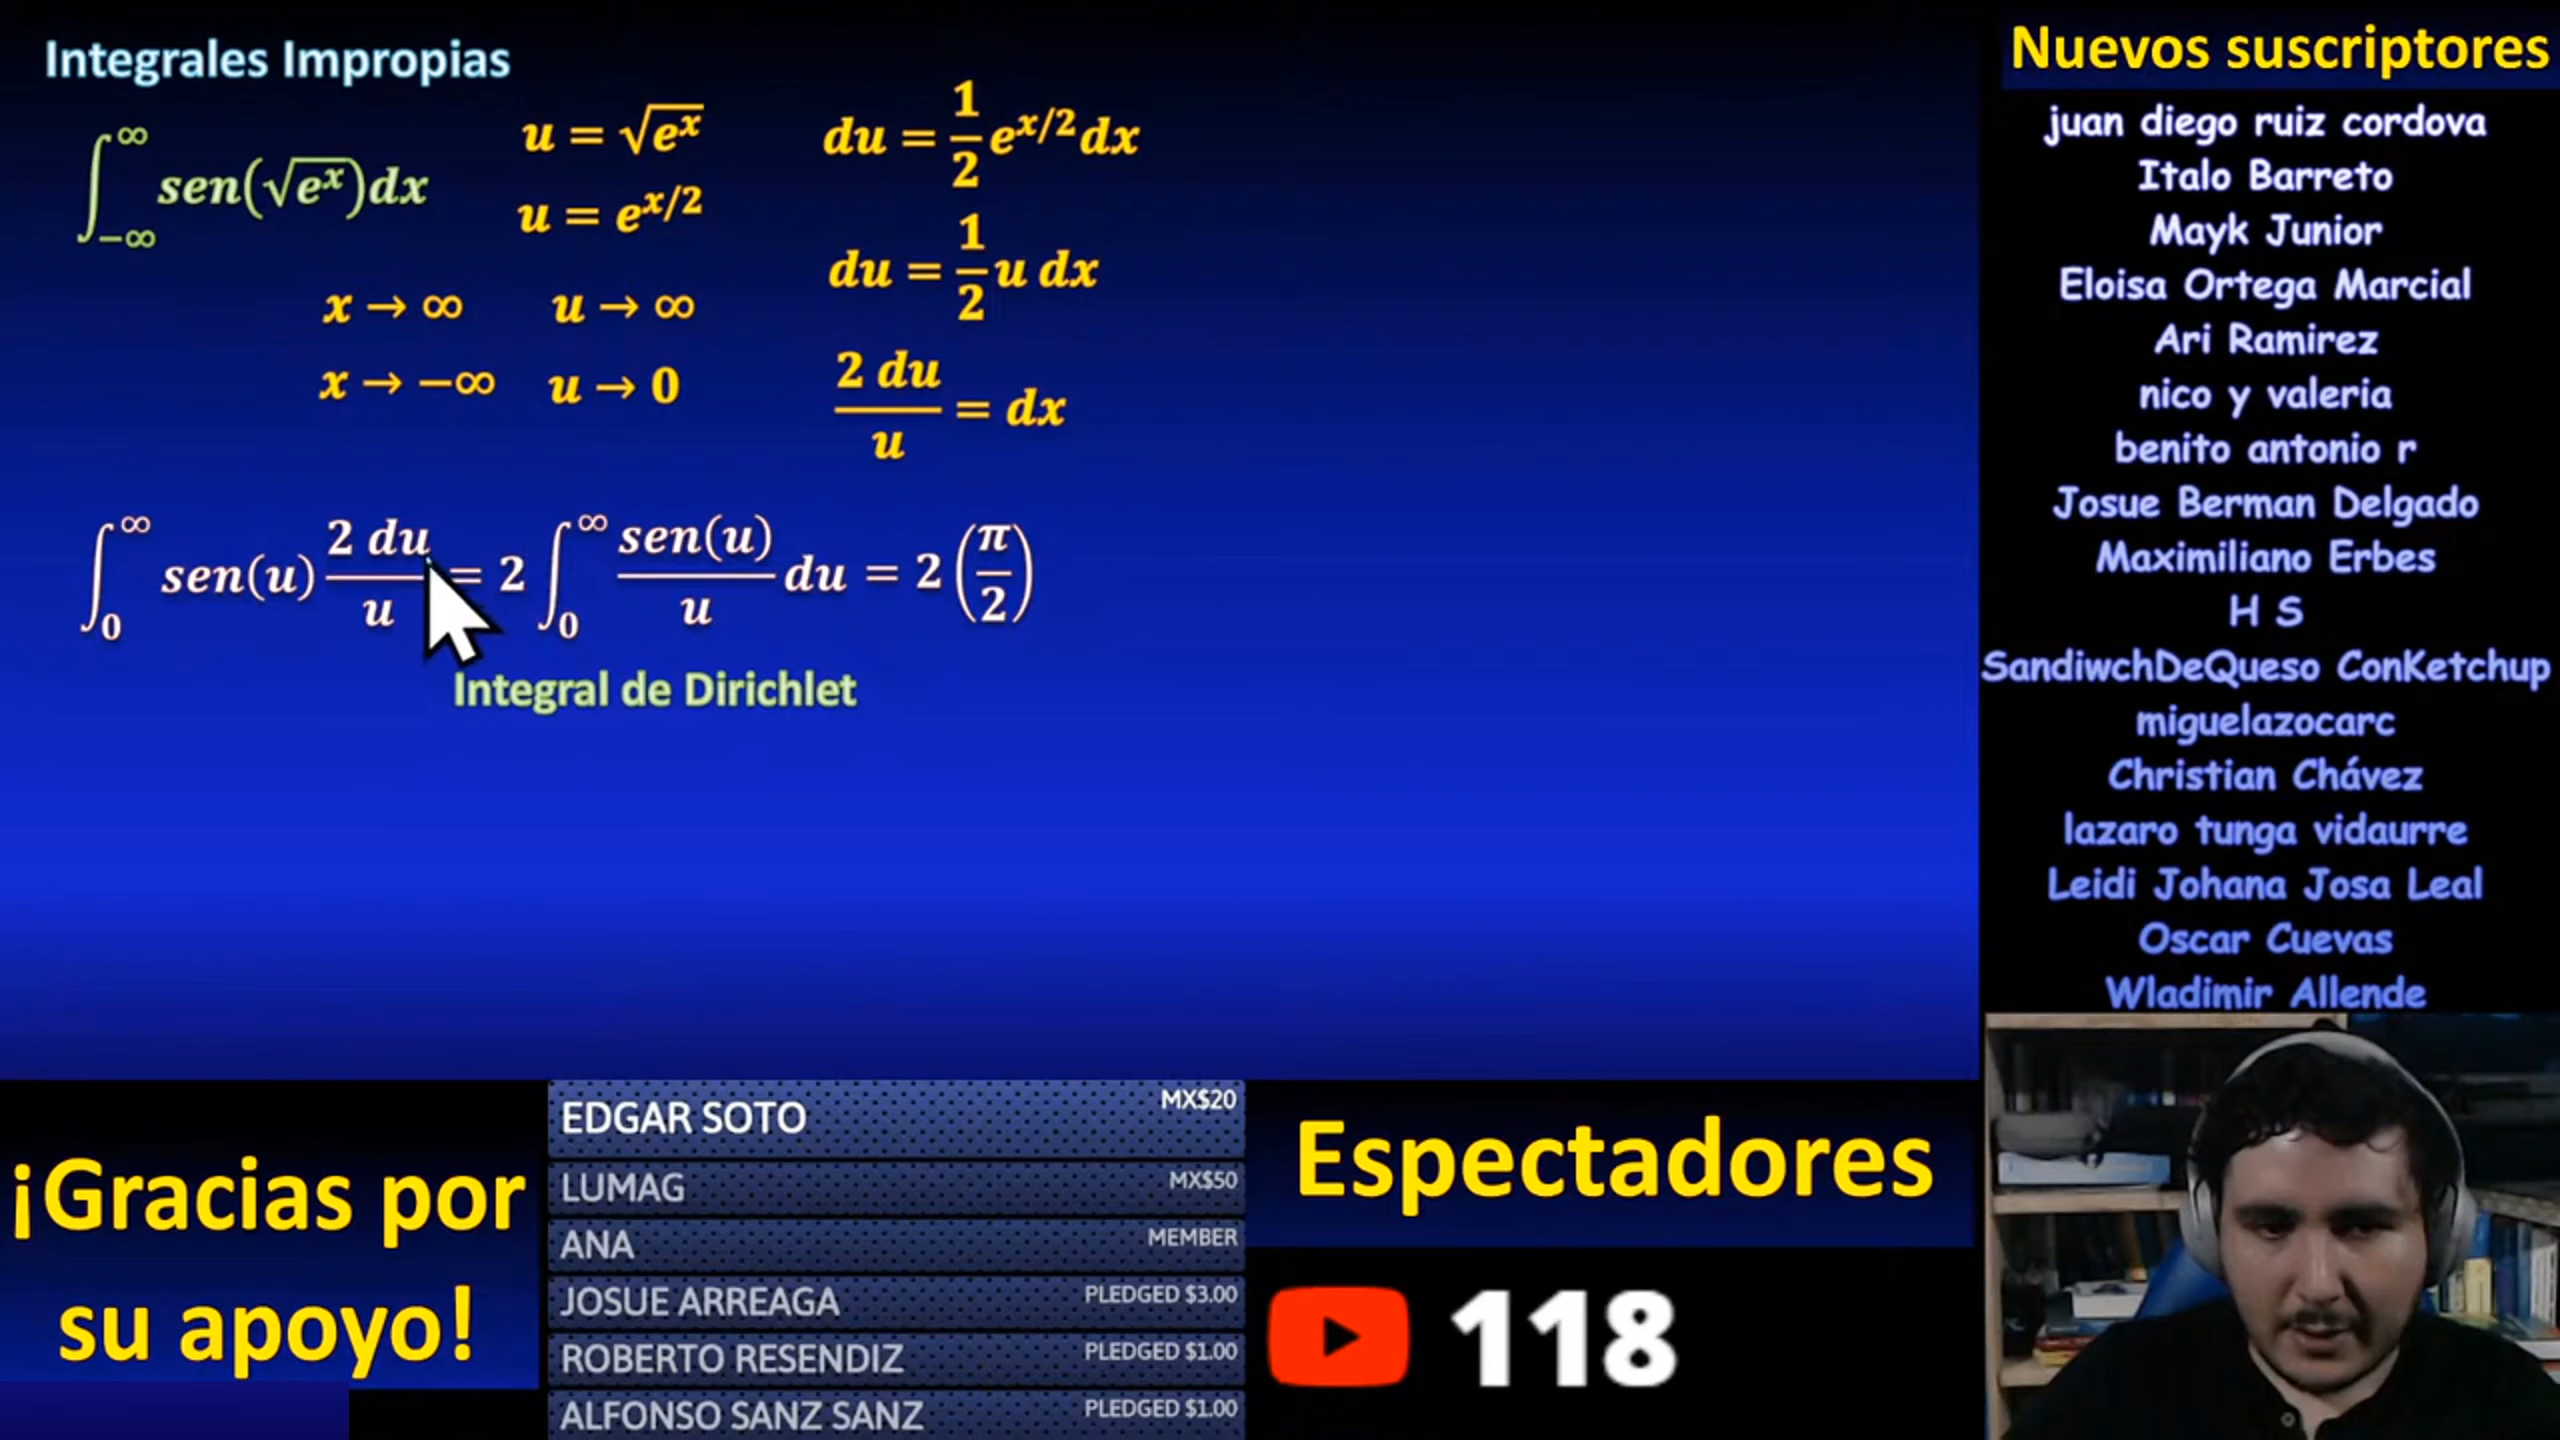 Integrales Impropias
∫_{-∞}^{∞} sen(√e^x)dx
u = √e^x
u = e^{x/2}
x → ∞ u → ∞
x → −∞ u → 0
du = 1/2 e^{x/2}dx
du = 1/2 u dx
2 du/u = dx
∫_0^∞ sen(u) 2 du/u = 2 ∫_0^∞ sen(u)/u du = 2 (π/2)
Integral de Dirichlet
Nuevos suscriptores
juan diego ruiz cordova
Italo Barreto
Mayk Junior
Eloisa Ortega Marcial
Ari Ramirez
nico y valeria
benito antonio r
Josue Berman Delgado
Maximiliano Erbes
H S
SandiwchDeQueso ConKetchup
miguelazocarc
Christian Chávez
lazaro tunga vidaurre
Leidi Johana Josa Leal
Oscar Cuevas
Wladimir Allende
¡Gracias por
su apoyo!
EDGAR SOTO MX$20
LUMAG MX$50
ANA MEMBER
JOSUE ARREAGA PLEDGED $3.00
ROBERTO RESENDIZ PLEDGED $1.00
ALFONSO SANZ SANZ PLEDGED $1.00
Espectadores
118